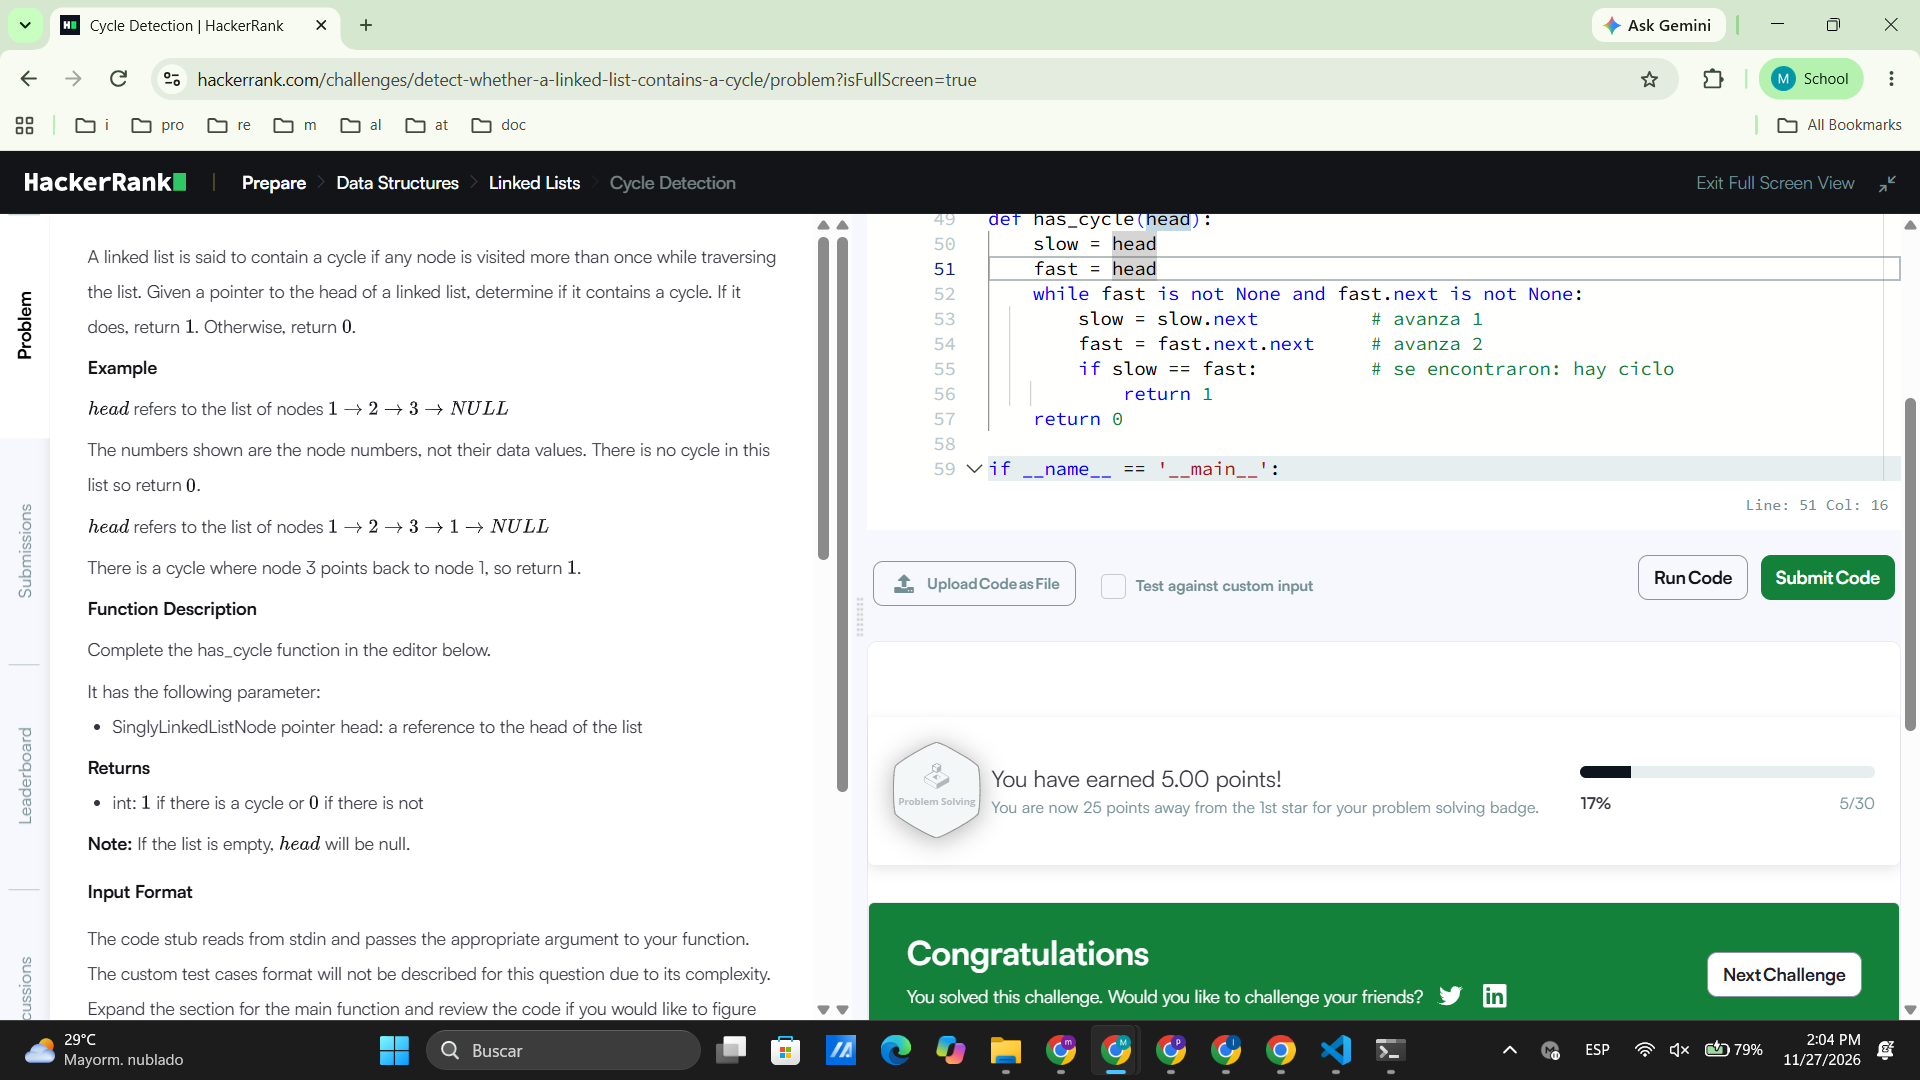 Cycle Detection | HackerRank
Ask Gemini
hackerrank.com/challenges/detect-whether-a-linked-list-contains-a-cycle/problem?isFullScreen=true
M School
i pro re m al at doc All Bookmarks
HackerRank Prepare Data Structures Linked Lists Cycle Detection Exit Full Screen View
Problem
Submissions
Leaderboard
cussions
A linked list is said to contain a cycle if any node is visited more than once while traversing
the list. Given a pointer to the head of a linked list, determine if it contains a cycle. If it
does, return 1. Otherwise, return 0.
Example
head refers to the list of nodes 1 → 2 → 3 → NULL
The numbers shown are the node numbers, not their data values. There is no cycle in this
list so return 0.
head refers to the list of nodes 1 → 2 → 3 → 1 → NULL
There is a cycle where node 3 points back to node 1, so return 1.
Function Description
Complete the has_cycle function in the editor below.
It has the following parameter:
• SinglyLinkedListNode pointer head: a reference to the head of the list
Returns
• int: 1 if there is a cycle or 0 if there is not
Note: If the list is empty, head will be null.
Input Format
The code stub reads from stdin and passes the appropriate argument to your function.
The custom test cases format will not be described for this question due to its complexity.
Expand the section for the main function and review the code if you would like to figure
49 def has_cycle(head):
50     slow = head
51     fast = head
52     while fast is not None and fast.next is not None:
53         slow = slow.next          # avanza 1
54         fast = fast.next.next     # avanza 2
55         if slow == fast:          # se encontraron: hay ciclo
56             return 1
57     return 0
58
59 if __name__ == '__main__':
Line: 51 Col: 16
Upload Code as File
Test against custom input
Run Code
Submit Code
Problem Solving
You have earned 5.00 points!
You are now 25 points away from the 1st star for your problem solving badge.
17% 5/30
Congratulations
You solved this challenge. Would you like to challenge your friends?
Next Challenge
29°C
Mayorm. nublado
Buscar
ESP
79%
2:04 PM
11/27/2026